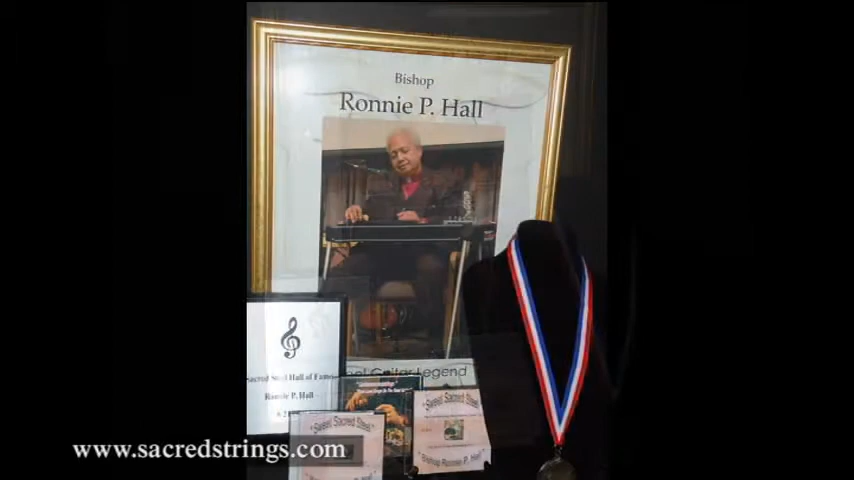 Bishop
Ronnie P. Hall
Steel Guitar Legend
Sacred Steel Hall of Fame
Ronnie P. Hall
"Sweet Sacred Steel"
"Sweet Sacred Steel"
"Bishop Ronnie P. Hall"
www.sacredstrings.com